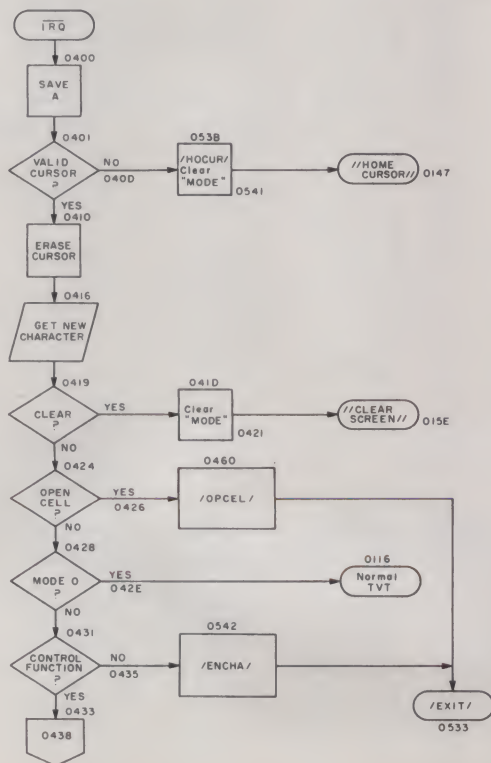 IRQ
0400
SAVE
A
0401
VALID
CURSOR
?
NO
040D
053B
/HOCUR/
Clear
"MODE"
0541
//HOME
CURSOR//
0147
YES
0410
ERASE
CURSOR
0416
GET NEW
CHARACTER
0419
CLEAR
?
YES
041D
Clear
"MODE"
0421
//CLEAR
SCREEN//
015E
NO
0424
OPEN
CELL
?
YES
0426
0460
/OPCEL/
NO
0428
MODE 0
?
YES
042E
0116
Normal
TVT
NO
0431
CONTROL
FUNCTION
?
NO
0435
0542
/ENCHA/
/EXIT/
0533
YES
0433
0438